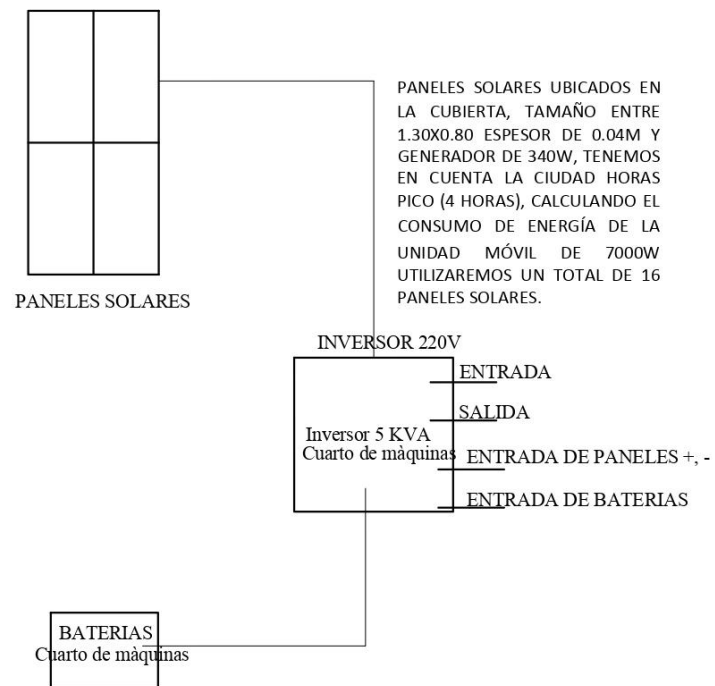 PANELES SOLARES UBICADOS EN
LA CUBIERTA, TAMAÑO ENTRE
1.30X0.80 ESPESOR DE 0.04M Y
GENERADOR DE 340W, TENEMOS
EN CUENTA LA CIUDAD HORAS
PICO (4 HORAS), CALCULANDO EL
CONSUMO DE ENERGÍA DE LA
UNIDAD MÓVIL DE 7000W
UTILIZAREMOS UN TOTAL DE 16
PANELES SOLARES.
PANELES SOLARES
INVERSOR 220V
ENTRADA
SALIDA
Inversor 5 KVA
Cuarto de màquinas
ENTRADA DE PANELES +, -
ENTRADA DE BATERIAS
BATERIAS
Cuarto de màquinas